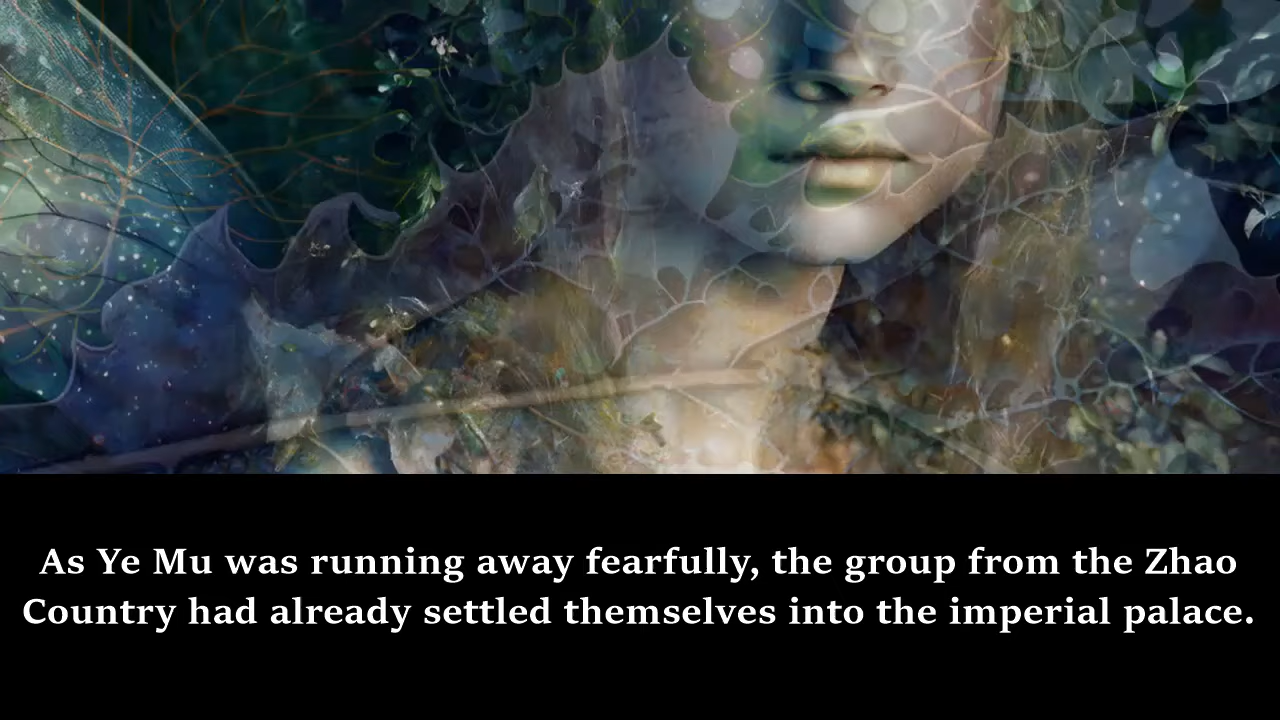 As Ye Mu was running away fearfully, the group from the Zhao
Country had already settled themselves into the imperial palace.